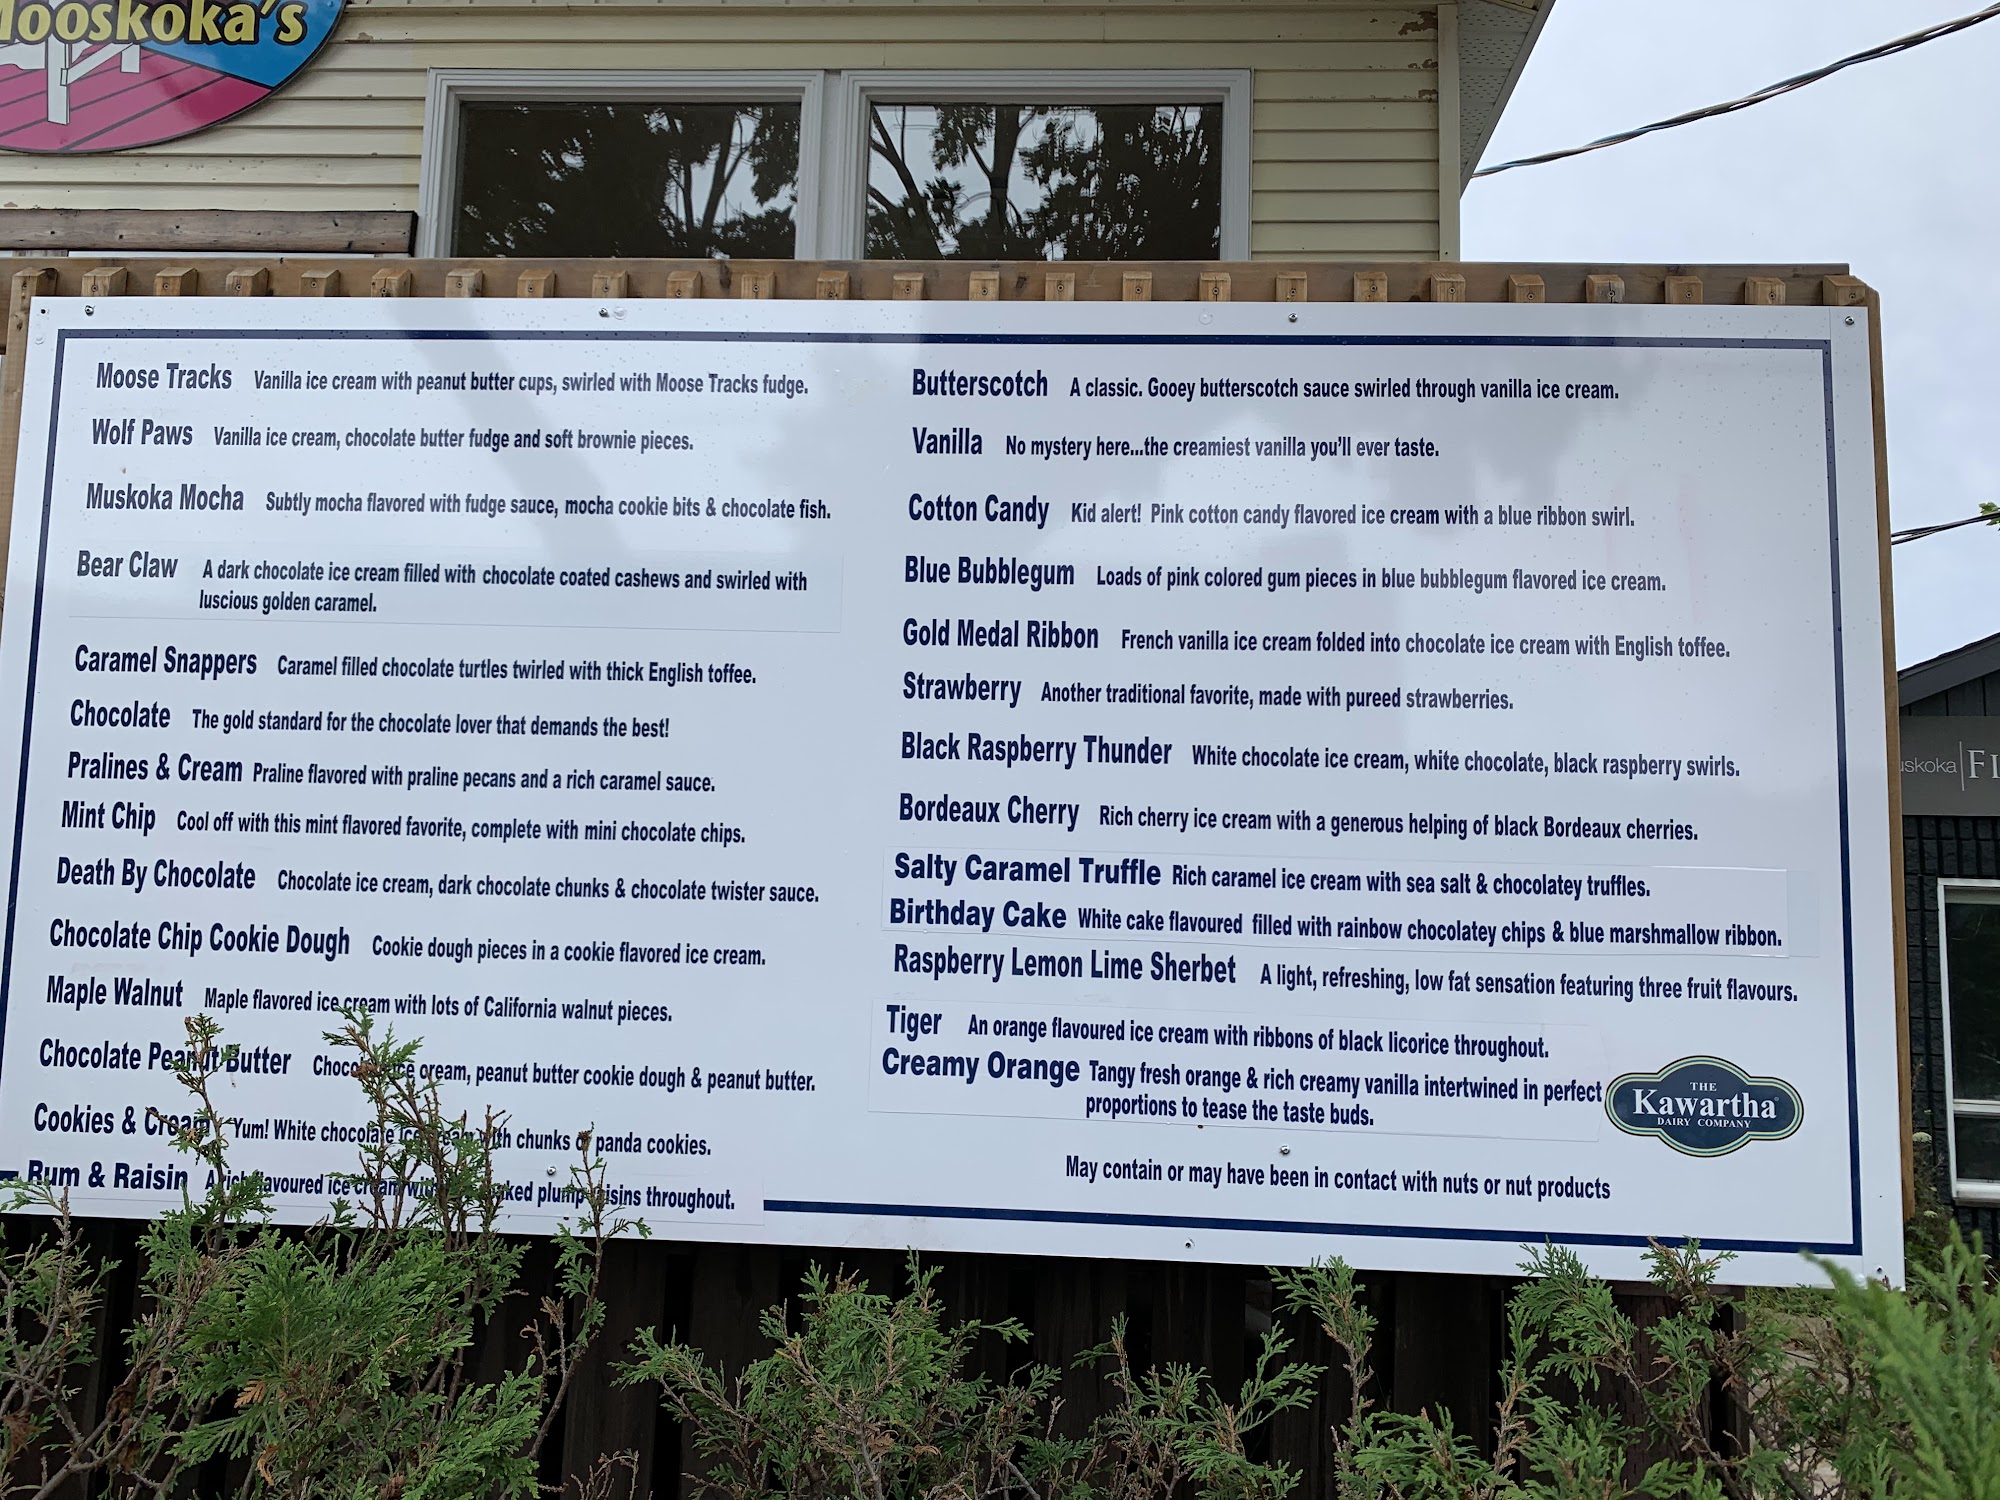 Mooskoka's
Moose Tracks Vanilla ice cream with peanut butter cups, swirled with Moose Tracks fudge.
Wolf Paws Vanilla ice cream, chocolate butter fudge and soft brownie pieces.
Muskoka Mocha Subtly mocha flavored with fudge sauce, mocha cookie bits & chocolate fish.
Bear Claw A dark chocolate ice cream filled with chocolate coated cashews and swirled with
luscious golden caramel.
Caramel Snappers Caramel filled chocolate turtles twirled with thick English toffee.
Chocolate The gold standard for the chocolate lover that demands the best!
Pralines & Cream Praline flavored with praline pecans and a rich caramel sauce.
Mint Chip Cool off with this mint flavored favorite, complete with mini chocolate chips.
Death By Chocolate Chocolate ice cream, dark chocolate chunks & chocolate twister sauce.
Chocolate Chip Cookie Dough Cookie dough pieces in a cookie flavored ice cream.
Maple Walnut Maple flavored ice cream with lots of California walnut pieces.
Chocolate Peanut Butter Chocolate ice cream, peanut butter cookie dough & peanut butter.
Cookies & Cream Yum! White chocolate ice cream with chunks of panda cookies.
Rum & Raisin A rich flavoured ice cream with plump raisins throughout.
Butterscotch A classic. Gooey butterscotch sauce swirled through vanilla ice cream.
Vanilla No mystery here...the creamiest vanilla you'll ever taste.
Cotton Candy Kid alert! Pink cotton candy flavored ice cream with a blue ribbon swirl.
Blue Bubblegum Loads of pink colored gum pieces in blue bubblegum flavored ice cream.
Gold Medal Ribbon French vanilla ice cream folded into chocolate ice cream with English toffee.
Strawberry Another traditional favorite, made with pureed strawberries.
Black Raspberry Thunder White chocolate ice cream, white chocolate, black raspberry swirls.
Bordeaux Cherry Rich cherry ice cream with a generous helping of black Bordeaux cherries.
Salty Caramel Truffle Rich caramel ice cream with sea salt & chocolatey truffles.
Birthday Cake White cake flavoured filled with rainbow chocolatey chips & blue marshmallow ribbon.
Raspberry Lemon Lime Sherbet A light, refreshing, low fat sensation featuring three fruit flavours.
Tiger An orange flavoured ice cream with ribbons of black licorice throughout.
Creamy Orange Tangy fresh orange & rich creamy vanilla intertwined in perfect
proportions to tease the taste buds.
THE
Kawartha
DAIRY COMPANY
May contain or may have been in contact with nuts or nut products
uskoka FI